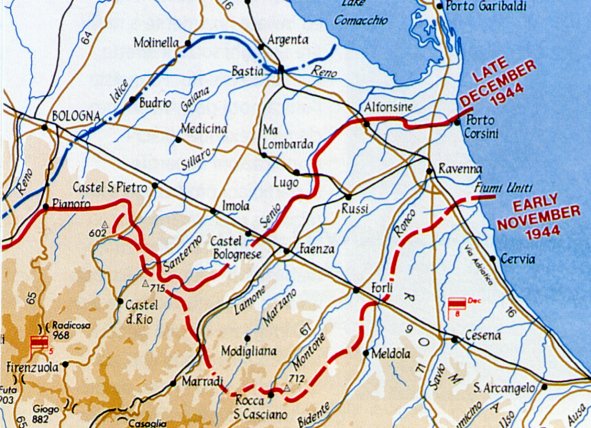 Lake
Comacchio
Porto Garibaldi
64
Molinella
Argenta
Bastia
Reno
Idice
Budrio
Gaiana
BOLOGNA
Medicina
Ma
Lombarda
Alfonsine
LATE
DECEMBER
1944
Porto
Corsini
Reno
Sillaro
Castel S. Pietro
Lugo
Ravenna
Fiumi Uniti
Pianoro
Imola
Senio
Russi
Ronco
EARLY
NOVEMBER
1944
602
Castel
Bolognese
Faenza
Via Adriatica
Cervia
Santerno
715
Castel
d. Rio
Lamone
Marzano
Forli
R
O
M
A
Dec
8
16
65
Radicosa
968
5
Firenzuola
Modigliana
67
Montone
Meldola
Cesena
71
Savio
Futa
903
Giogo
882
Marradi
712
Rocca
S. Casciano
Bidente
S. Arcangelo
65
Casaglia
Uso
Ausa